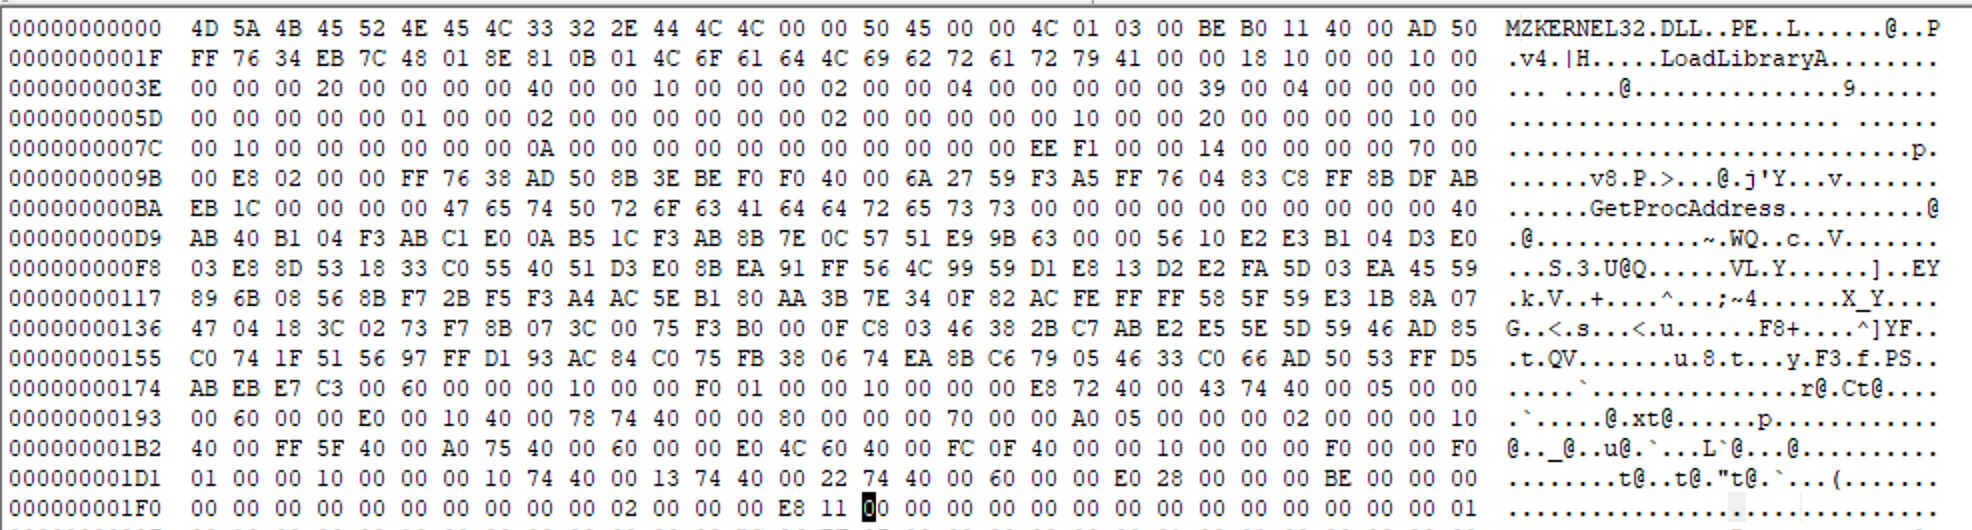 00000000000 4D 5A 4B 45 52 4E 45 4C 33 32 2E 44 4C 4C 00 00 50 45 00 00 4C 01 03 00 BE B0 11 40 00 AD 50 MZKERNEL32.DLL..PE..L......@..P
0000000001F FF 76 34 EB 7C 48 01 8E 81 0B 01 4C 6F 61 64 4C 69 62 72 61 72 79 41 00 00 18 10 00 00 10 00 .v4.|H.....LoadLibraryA........
0000000003E 00 00 00 20 00 00 00 00 40 00 00 10 00 00 00 02 00 00 04 00 00 00 00 00 39 00 04 00 00 00 00 ... ....@...............9......
0000000005D 00 00 00 00 00 01 00 00 02 00 00 00 00 00 00 02 00 00 00 00 00 10 00 00 20 00 00 00 00 10 00 ........................ ......
0000000007C 00 10 00 00 00 00 00 00 0A 00 00 00 00 00 00 00 00 00 00 00 EE F1 00 00 14 00 00 00 00 70 00 .............................p.
0000000009B 00 E8 02 00 00 FF 76 38 AD 50 8B 3E BE F0 F0 40 00 6A 27 59 F3 A5 FF 76 04 83 C8 FF 8B DF AB ......v8.P.>...@.j'Y...v.......
000000000BA EB 1C 00 00 00 00 47 65 74 50 72 6F 63 41 64 64 72 65 73 73 00 00 00 00 00 00 00 00 00 00 40 ......GetProcAddress..........@
000000000D9 AB 40 B1 04 F3 AB C1 E0 0A B5 1C F3 AB 8B 7E 0C 57 51 E9 9B 63 00 00 56 10 E2 E3 B1 04 D3 E0 .@............~.WQ..c..V.......
000000000F8 03 E8 8D 53 18 33 C0 55 40 51 D3 E0 8B EA 91 FF 56 4C 99 59 D1 E8 13 D2 E2 FA 5D 03 EA 45 59 ...S.3.U@Q......VL.Y......]..EY
00000000117 89 6B 08 56 8B F7 2B F5 F3 A4 AC 5E B1 80 AA 3B 7E 34 0F 82 AC FE FF FF 58 5F 59 E3 1B 8A 07 .k.V..+....^...;~4......X_Y....
00000000136 47 04 18 3C 02 73 F7 8B 07 3C 00 75 F3 B0 00 0F C8 03 46 38 2B C7 AB E2 E5 5E 5D 59 46 AD 85 G..<.s...<.u......F8+....^]YF..
00000000155 C0 74 1F 51 56 97 FF D1 93 AC 84 C0 75 FB 38 06 74 EA 8B C6 79 05 46 33 C0 66 AD 50 53 FF D5 .t.QV.......u.8.t...y.F3.f.PS..
00000000174 AB EB E7 C3 00 60 00 00 00 10 00 00 F0 01 00 00 10 00 00 00 E8 72 40 00 43 74 40 00 05 00 00 .....`...............r@.Ct@....
00000000193 00 60 00 00 E0 00 10 40 00 78 74 40 00 00 80 00 00 00 70 00 00 A0 05 00 00 00 02 00 00 00 10 .`.....@.xt@......p............
000000001B2 40 00 FF 5F 40 00 A0 75 40 00 60 00 00 E0 4C 60 40 00 FC 0F 40 00 00 10 00 00 00 F0 00 00 F0 @.._@..u@.`...L`@...@..........
000000001D1 01 00 00 10 00 00 00 10 74 40 00 13 74 40 00 22 74 40 00 60 00 00 E0 28 00 00 00 BE 00 00 00 ........t@..t@."t@.`...(.......
000000001F0 00 00 00 00 00 00 00 00 00 00 02 00 00 00 E8 11 00 00 00 00 00 00 00 00 00 00 00 00 00 00 01 ...............................